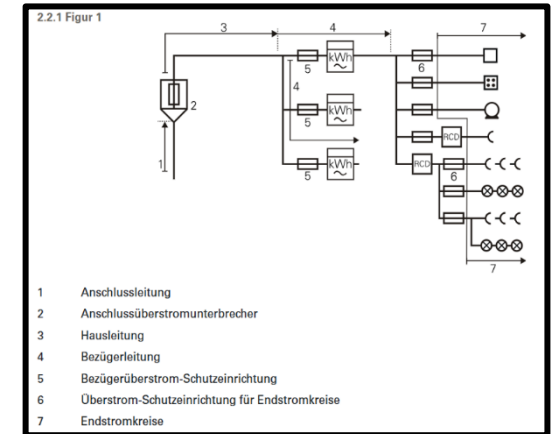 2.2.1 Figur 1
3 4 7
kWh
5 6
2 4
kWh
5
RCD
1 kWh RCD
5 6
7
1 Anschlussleitung
2 Anschlussüberstromunterbrecher
3 Hausleitung
4 Bezügerleitung
5 Bezügerüberstrom-Schutzeinrichtung
6 Überstrom-Schutzeinrichtung für Endstromkreise
7 Endstromkreise